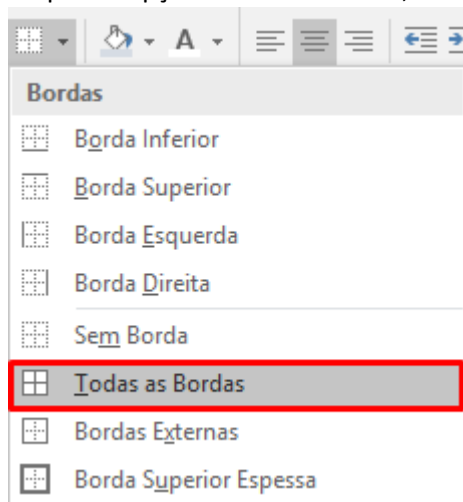 A
Bordas
Borda Inferior
Borda Superior
Borda Esquerda
Borda Direita
Sem Borda
Todas as Bordas
Bordas Externas
Borda Superior Espessa